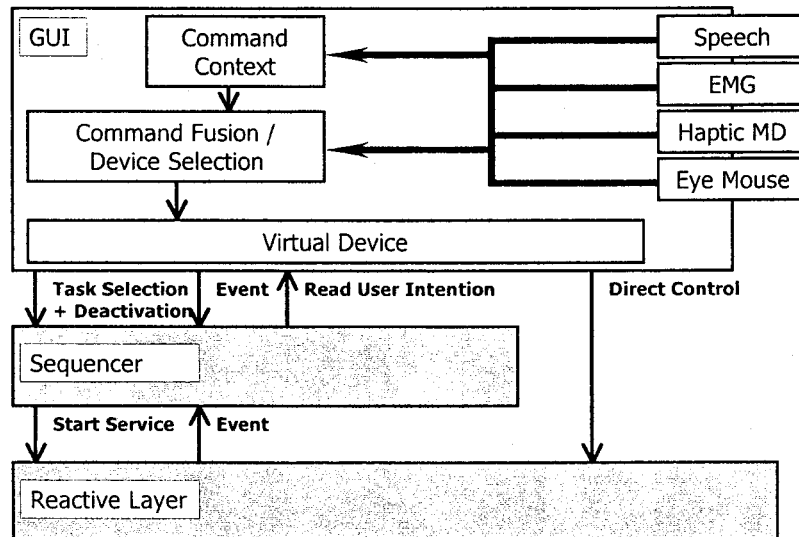 GUI
Command
Context
Speech
EMG
Haptic MD
Eye Mouse
Command Fusion /
Device Selection
Virtual Device
Task Selection
+ Deactivation
Event
Read User Intention
Direct Control
Sequencer
Start Service
Event
Reactive Layer